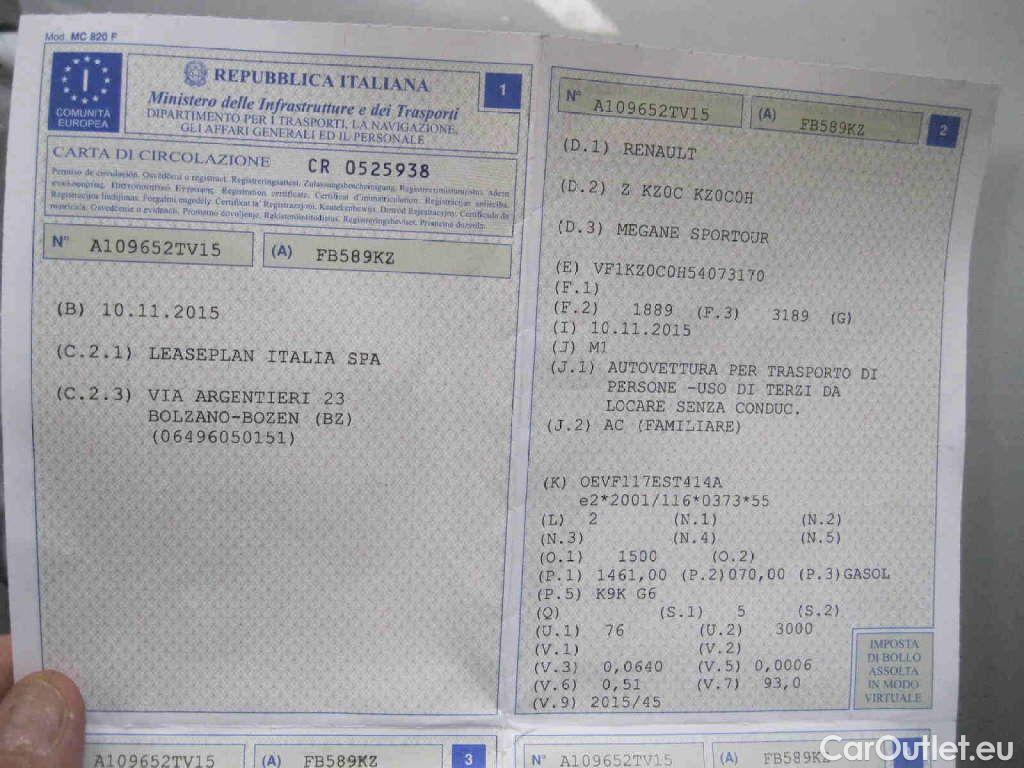 Mod. MC 820 F
I
COMUNITÀ
EUROPEA
REPUBBLICA ITALIANA
1
Ministero delle Infrastrutture e dei Trasporti
DIPARTIMENTO PER I TRASPORTI, LA NAVIGAZIONE,
GLI AFFARI GENERALI ED IL PERSONALE
CARTA DI CIRCOLAZIONE CR 0525938
N° A109652TV15 (A) FB589KZ
(B) 10.11.2015
(C.2.1) LEASEPLAN ITALIA SPA
(C.2.3) VIA ARGENTIERI 23
BOLZANO-BOZEN (BZ)
(06496050151)
N° A109652TV15 (A) FB589KZ 2
(D.1) RENAULT
(D.2) Z KZ0C KZ0C0H
(D.3) MEGANE SPORTOUR
(E) VF1KZ0C0H54073170
(F.1)
(F.2) 1889 (F.3) 3189 (G)
(I) 10.11.2015
(J) M1
(J.1) AUTOVETTURA PER TRASPORTO DI
PERSONE -USO DI TERZI DA
LOCARE SENZA CONDUC.
(J.2) AC (FAMILIARE)
(K) OEVF117EST414A
e2*2001/116*0373*55
(L) 2 (N.1) (N.2)
(N.3) (N.4) (N.5)
(O.1) 1500 (O.2)
(P.1) 1461,00 (P.2)070,00 (P.3)GASOL
(P.5) K9K G6
(Q) (S.1) 5 (S.2)
(U.1) 76 (U.2) 3000
(V.1) (V.2)
(V.3) 0,0640 (V.5) 0,0006
(V.6) 0,51 (V.7) 93,0
(V.9) 2015/45
IMPOSTA
DI BOLLO
ASSOLTA
IN MODO
VIRTUALE
A109652TV15 (A) FB589KZ 3
N° A109652TV15 (A) FB589KZ
CarOutlet.eu